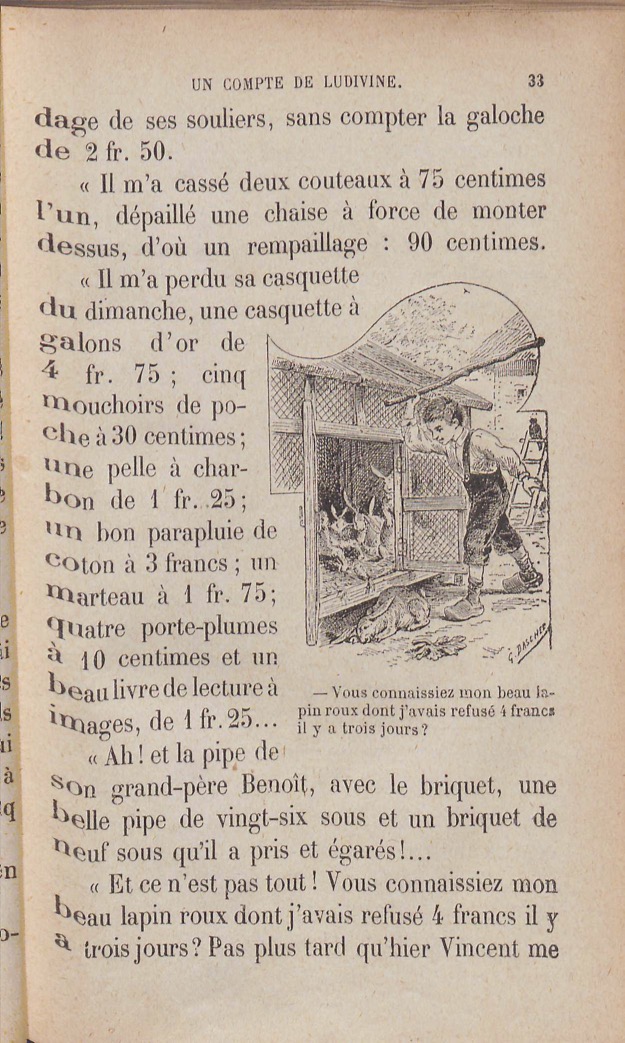 UN COMPTE DE LUDIVINE. 33
dage de ses souliers, sans compter la galoche
de 2 fr. 50.
« Il m'a cassé deux couteaux à 75 centimes
l'un, dépaillé une chaise à force de monter
dessus, d'où un rempaillage : 90 centimes.
« Il m'a perdu sa casquette
du dimanche, une casquette à
galons d'or de
4 fr. 75 ; cinq
mouchoirs de po-
che à 30 centimes ;
une pelle à char-
bon de 1 fr. 25 ;
un bon parapluie de
coton à 3 francs ; un
marteau à 1 fr. 75 ;
quatre porte-plumes
à 10 centimes et un
beau livre de lecture à
images, de 1 fr. 25...
« Ah ! et la pipe de
son grand-père Benoît, avec le briquet, une
belle pipe de vingt-six sous et un briquet de
neuf sous qu'il a pris et égarés !...
« Et ce n'est pas tout ! Vous connaissiez mon
beau lapin roux dont j'avais refusé 4 francs il y
a trois jours ? Pas plus tard qu'hier Vincent me
G. DASCHER
— Vous connaissiez mon beau la-
pin roux dont j'avais refusé 4 francs
il y a trois jours ?